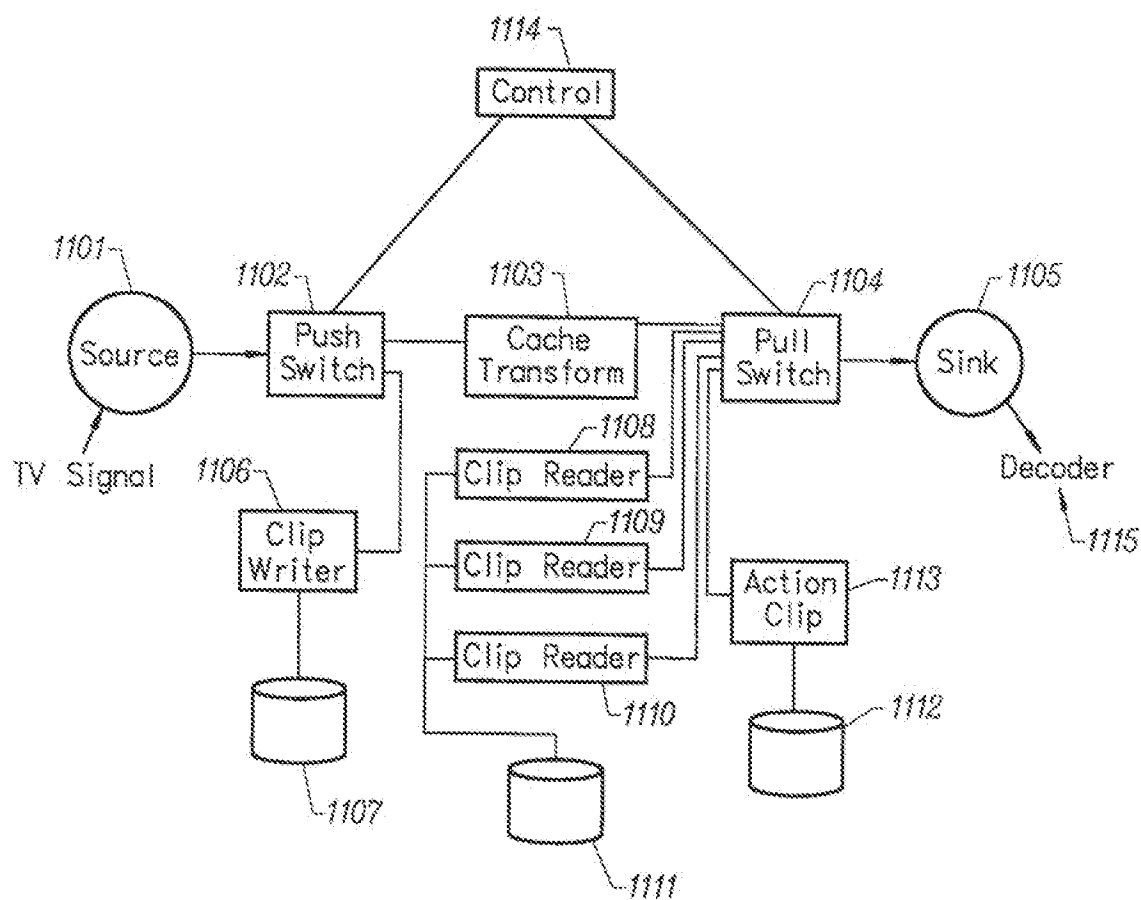 1114
Control
1101
1102
1103
1104
1105
Source
Push
Switch
Cache
Transform
Pull
Switch
Sink
TV Signal
1106
Clip
Writer
1107
1108
Clip Reader
1109
Clip Reader
Clip Reader
1110
1111
Action
Clip
1113
1112
Decoder
1115